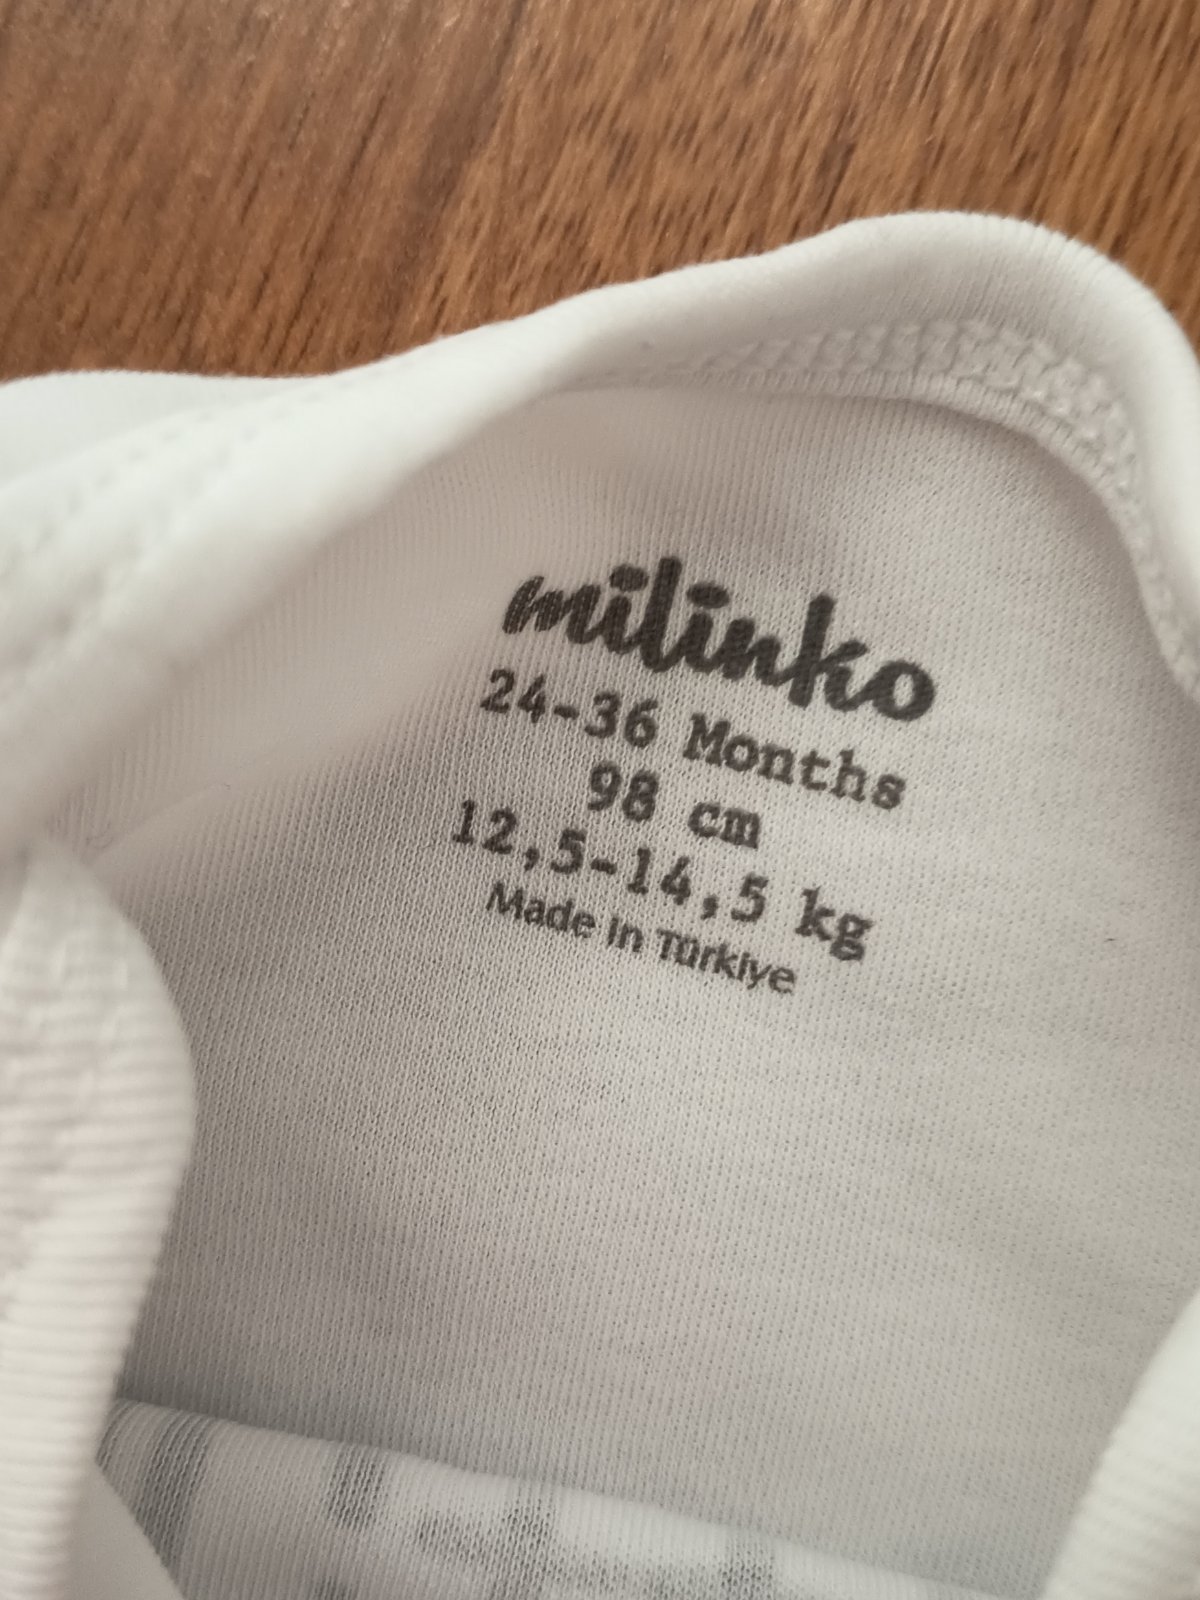 milinko
24-36 Months
98 cm
12,5-14,5 kg
Made in Türkiye